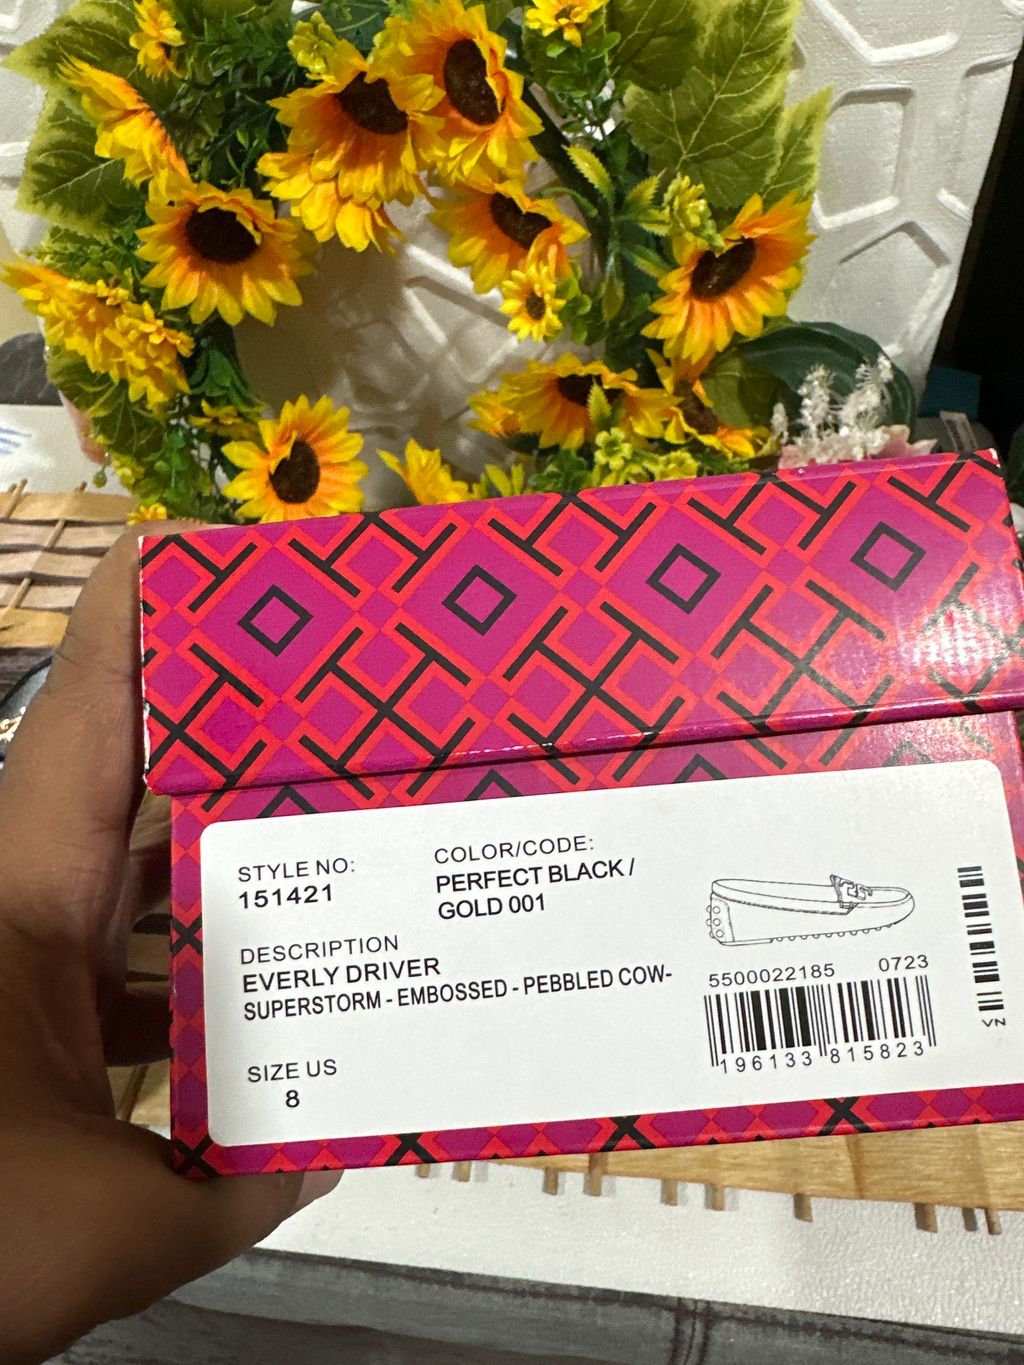 STYLE NO:
151421
COLOR/CODE:
PERFECT BLACK /
GOLD 001
DESCRIPTION
EVERLY DRIVER
SUPERSTORM - EMBOSSED - PEBBLED COW-
SIZE US
8
5500022185 0723
196133 815823
VN